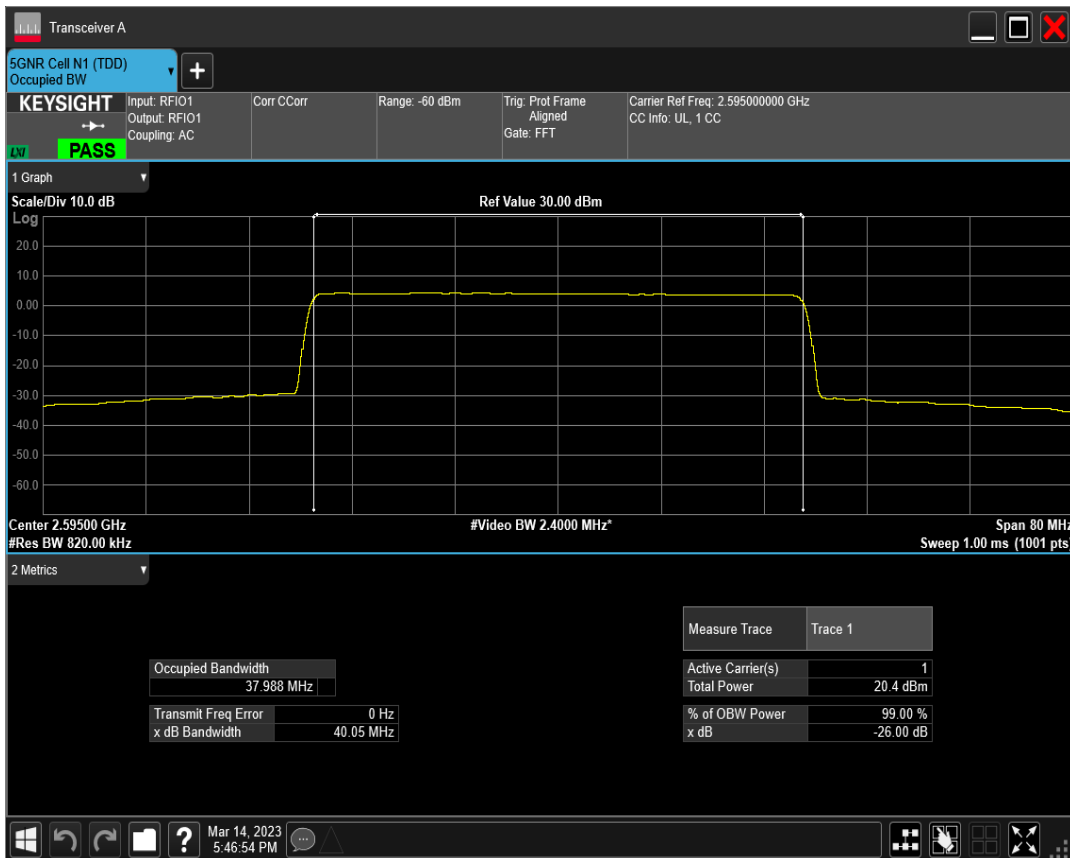 Transceiver A
5GNR Cell N1 (TDD)
Occupied BW
+
KEYSIGHT
LXI
PASS
Input: RFIO1
Output: RFIO1
Coupling: AC
Corr CCorr
Range: -60 dBm
Trig: Prot Frame
Aligned
Gate: FFT
Carrier Ref Freq: 2.595000000 GHz
CC Info: UL, 1 CC
1 Graph
Scale/Div 10.0 dB
Ref Value 30.00 dBm
Log
20.0
10.0
0.00
-10.0
-20.0
-30.0
-40.0
-50.0
-60.0
Center 2.59500 GHz
#Video BW 2.4000 MHz*
Span 80 MHz
#Res BW 820.00 kHz
Sweep 1.00 ms (1001 pts)
2 Metrics
Measure Trace Trace 1
Occupied Bandwidth
37.988 MHz
Active Carrier(s) 1
Total Power 20.4 dBm
Transmit Freq Error 0 Hz
x dB Bandwidth 40.05 MHz
% of OBW Power 99.00 %
x dB -26.00 dB
?
Mar 14, 2023
5:46:54 PM